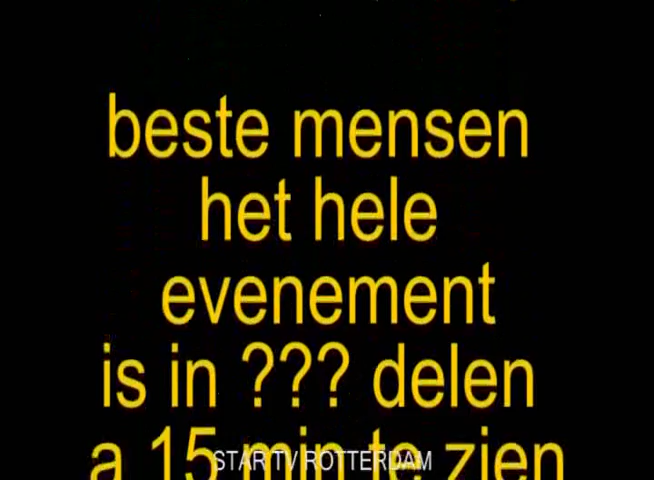 beste mensen
het hele
evenement
is in ??? delen
a 15 min te zien
STAR TV ROTTERDAM